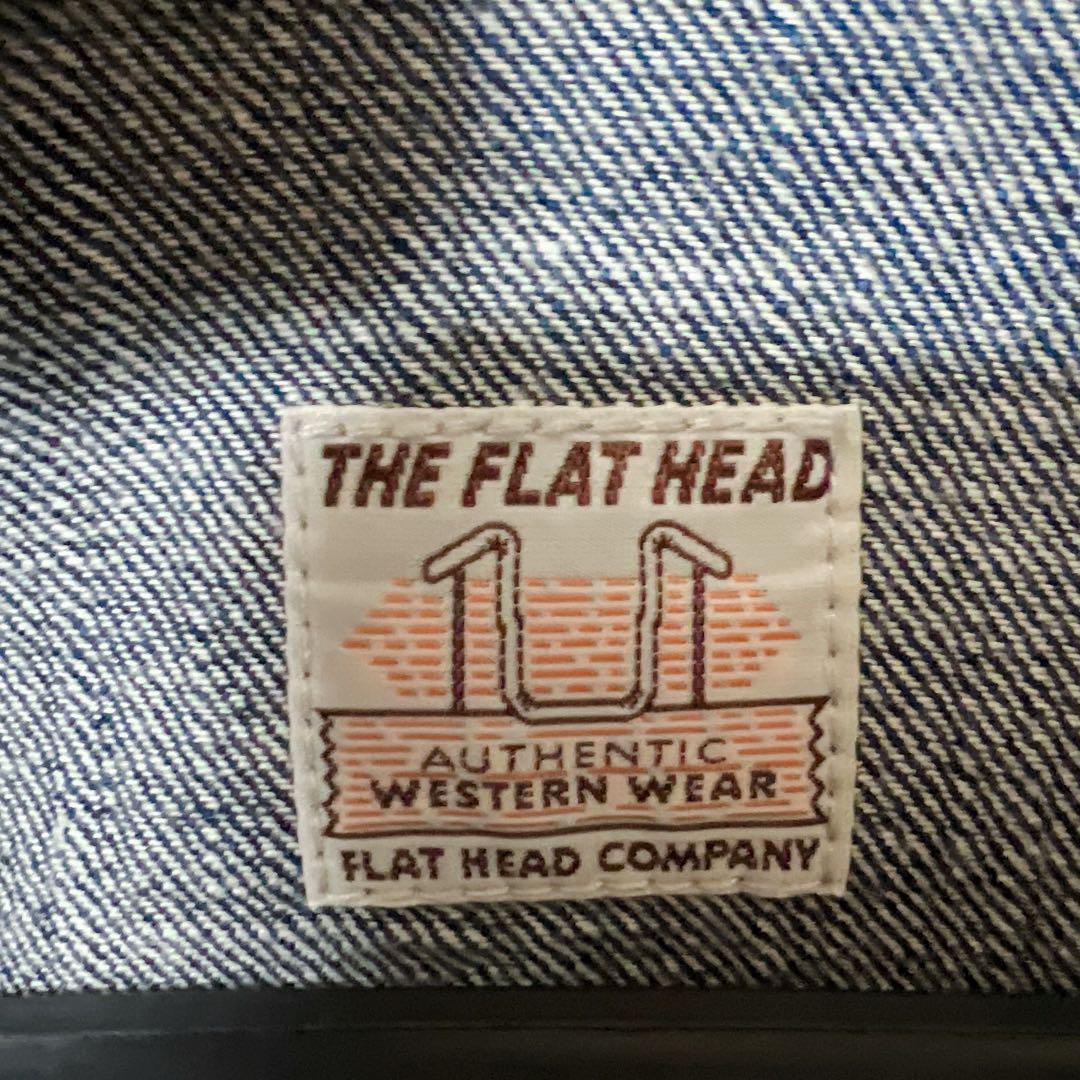 THE FLAT HEAD
AUTHENTIC
WESTERN WEAR
FLAT HEAD COMPANY